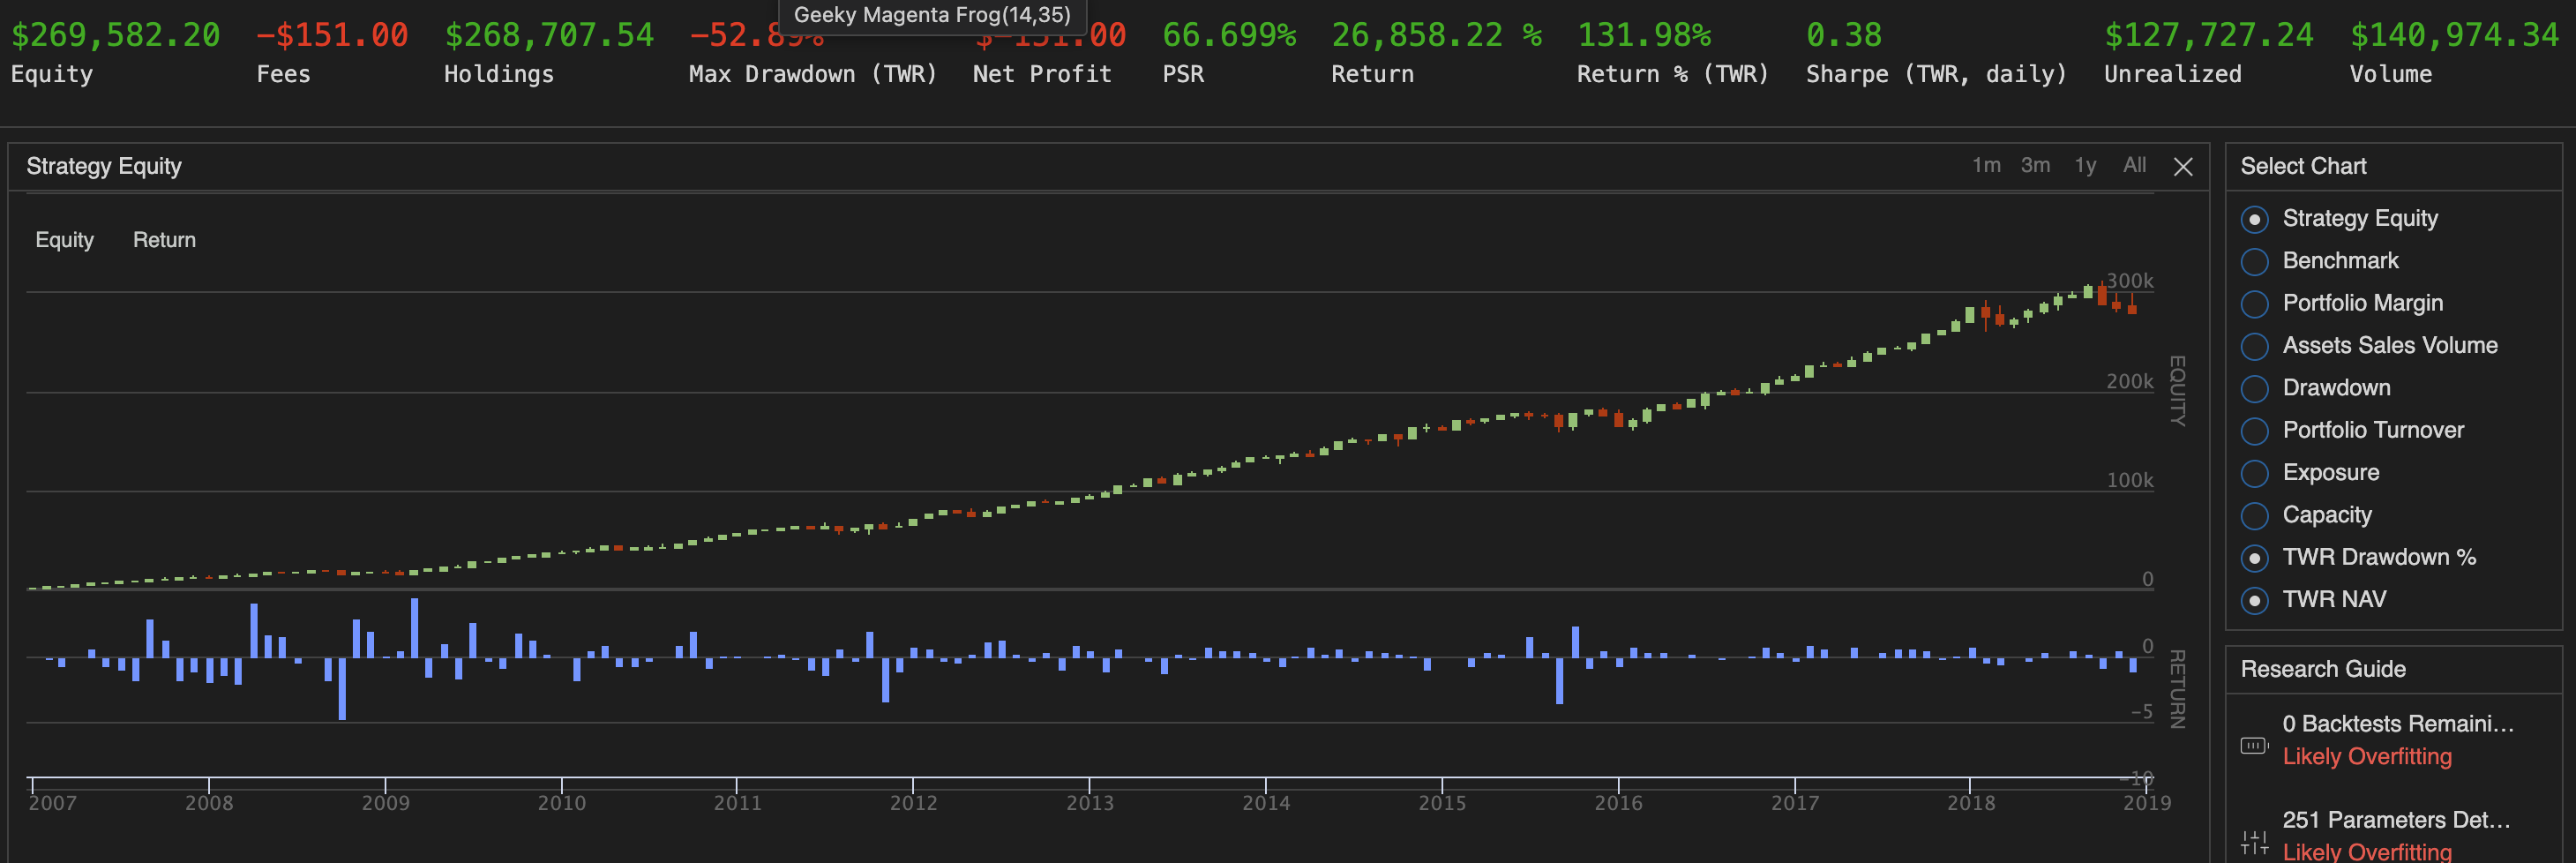 Geeky Magenta Frog(14,35)
$269,582.20 -$151.00 $268,707.54 -52.89% $-151.00 66.699% 26,858.22 % 131.98% 0.38 $127,727.24 $140,974.34
Equity Fees Holdings Max Drawdown (TWR) Net Profit PSR Return Return % (TWR) Sharpe (TWR, daily) Unrealized Volume
Strategy Equity 1m 3m 1y All
Equity Return
300k
200k
100k
0
EQUITY
0
-5
-10
RETURN
2007 2008 2009 2010 2011 2012 2013 2014 2015 2016 2017 2018 2019
Select Chart
Strategy Equity
Benchmark
Portfolio Margin
Assets Sales Volume
Drawdown
Portfolio Turnover
Exposure
Capacity
TWR Drawdown %
TWR NAV
Research Guide
0 Backtests Remaini...
Likely Overfitting
251 Parameters Det...
Likely Overfitting